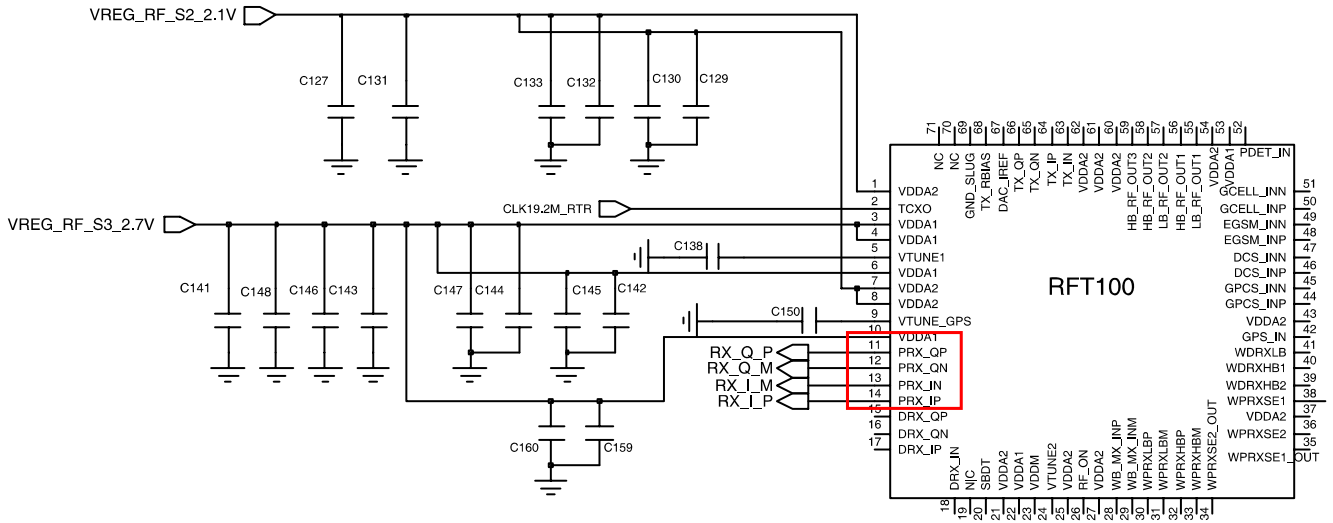 VREG_RF_S2_2.1V
C127
C131
C133
C132
C130
C129
VREG_RF_S3_2.7V
CLK19.2M_RTR
C138
C141
C148
C146
C143
C147
C144
C145
C142
C150
RX_Q_P
RX_Q_M
RX_I_M
RX_I_P
C160
C159
RFT100
1 VDDA2
2 TCXO
3 VDDA1
4 VDDA1
5 VTUNE1
6 VDDA1
7 VDDA2
8 VDDA2
9 VTUNE_GPS
10 VDDA1
11 PRX_QP
12 PRX_QN
13 PRX_IN
14 PRX_IP
15 DRX_QP
16 DRX_QN
17 DRX_IP
18 DRX_IN
19 N|C
20 SBDT
21 VDDA2
22 VDDA1
23 VDDM
24 VTUNE2
25 VDDA2
26 RF_ON
27 VDDA2
28 WB_MX_INP
29 WB_MX_INM
30 WPRXLBP
31 WPRXLBM
32 WPRXHBP
33 WPRXHBM
34 WPRXSE2_OUT
35 WPRXSE1_OUT
36 WPRXSE2
37 VDDA2
38 WPRXSE1
39 WDRXHB2
40 WDRXHB1
41 WDRXLB
42 GPS_IN
43 VDDA2
44 GPCS_INP
45 GPCS_INN
46 DCS_INP
47 DCS_INN
48 EGSM_INP
49 EGSM_INN
50 GCELL_INP
51 GCELL_INN
52 PDET_IN
53 VDDA1
54 VDDA2
55 LB_RF_OUT1
56 HB_RF_OUT1
57 LB_RF_OUT2
58 HB_RF_OUT2
59 HB_RF_OUT3
60 VDDA2
61 VDDA2
62 VDDA2
63 TX_IN
64 TX_IP
65 TX_QN
66 TX_QP
67 DAC_IREF
68 TX_RBIAS
69 GND_SLUG
70 NC
71 NC